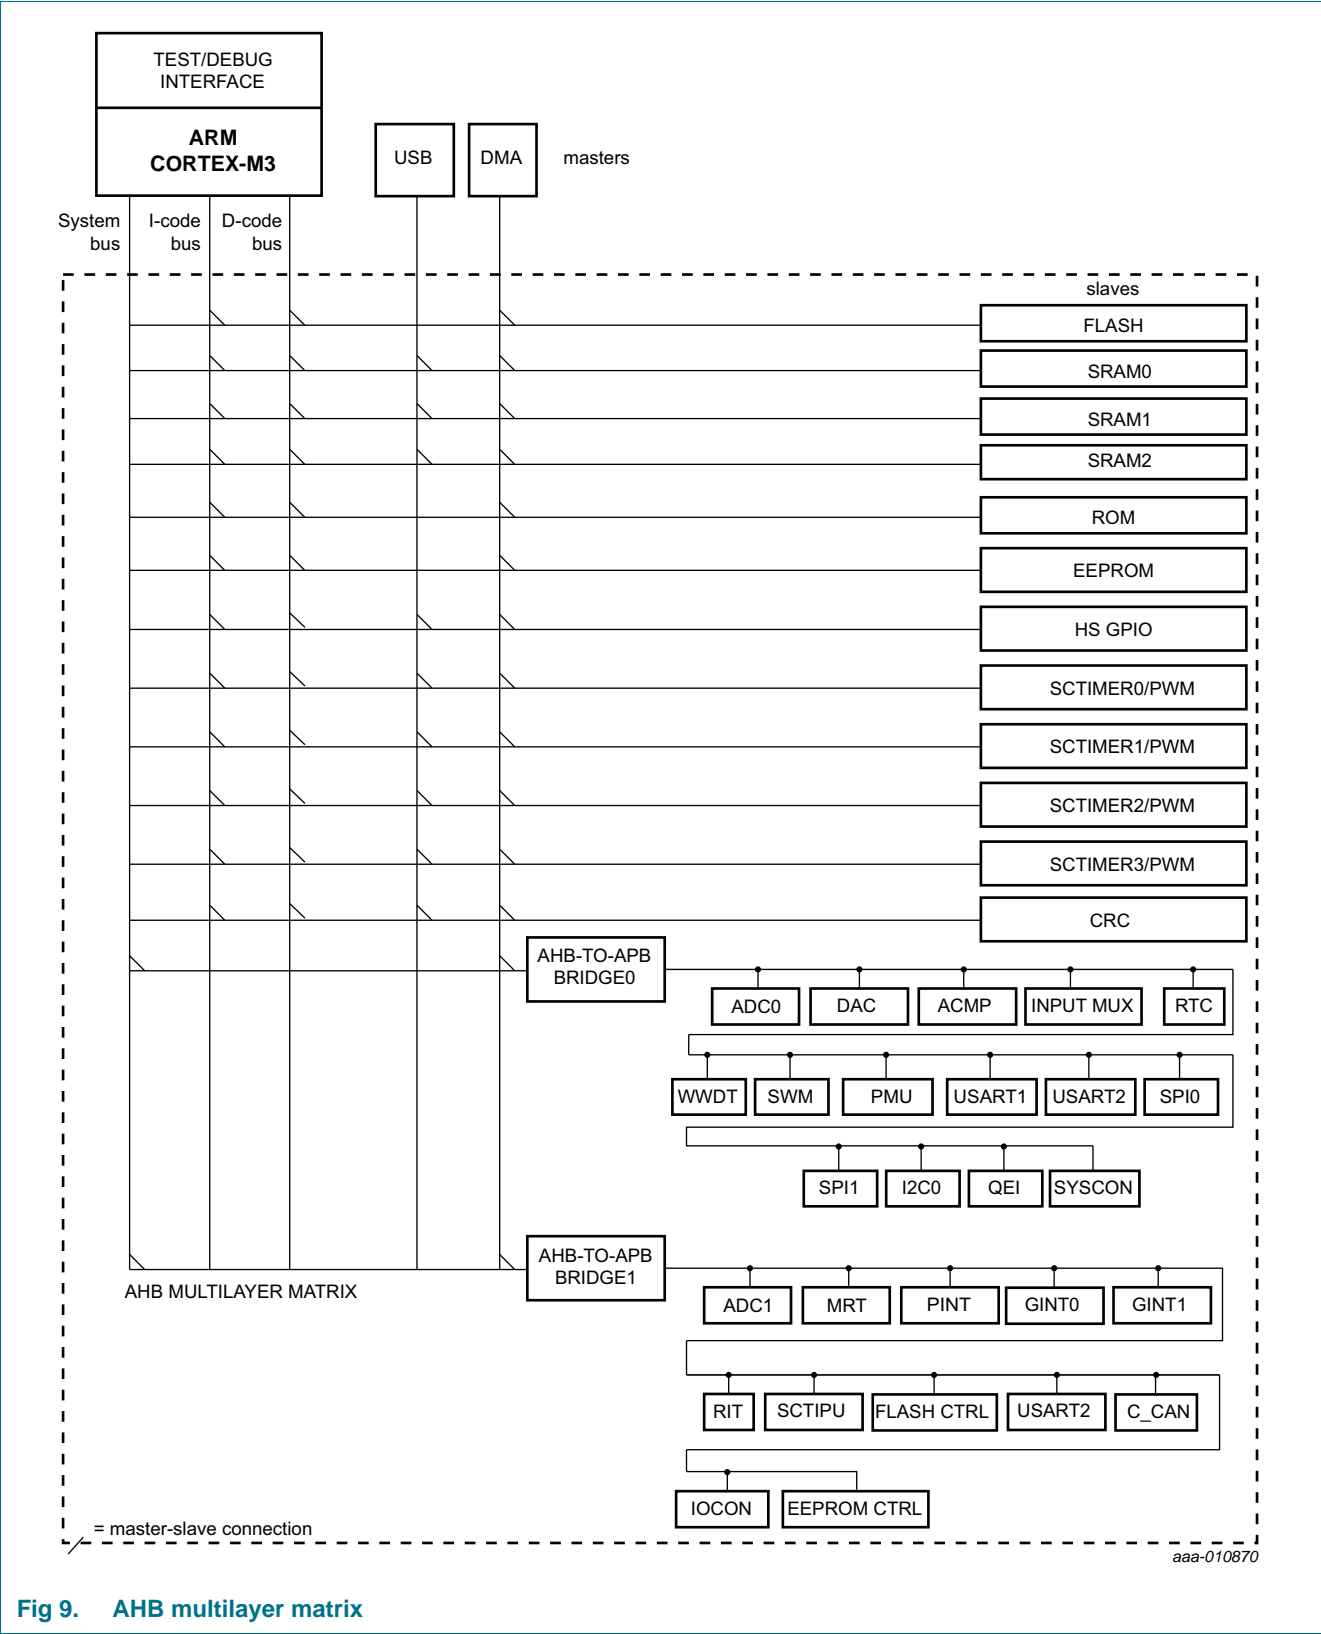 TEST/DEBUG
INTERFACE
ARM
CORTEX-M3
USB
DMA
masters
System
bus
I-code
bus
D-code
bus
slaves
FLASH
SRAM0
SRAM1
SRAM2
ROM
EEPROM
HS GPIO
SCTIMER0/PWM
SCTIMER1/PWM
SCTIMER2/PWM
SCTIMER3/PWM
CRC
AHB-TO-APB
BRIDGE0
ADC0
DAC
ACMP
INPUT MUX
RTC
WWDT
SWM
PMU
USART1
USART2
SPI0
SPI1
I2C0
QEI
SYSCON
AHB-TO-APB
BRIDGE1
AHB MULTILAYER MATRIX
ADC1
MRT
PINT
GINT0
GINT1
RIT
SCTIPU
FLASH CTRL
USART2
C_CAN
IOCON
EEPROM CTRL
= master-slave connection
aaa-010870
Fig 9. AHB multilayer matrix